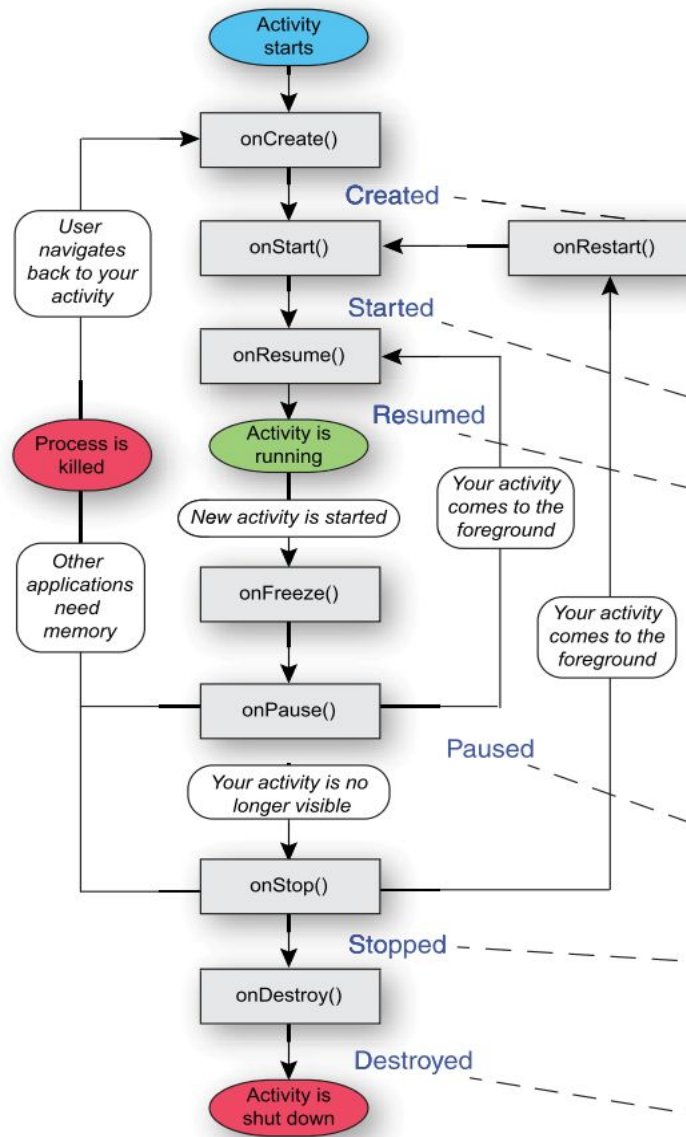 Activity
starts
onCreate()
Created
User
navigates
back to your
activity
onStart()
onRestart()
Started
onResume()
Resumed
Process is
killed
Activity is
running
Your activity
comes to the
foreground
New activity is started
Other
applications
need
memory
onFreeze()
Your activity
comes to the
foreground
onPause()
Paused
Your activity is no
longer visible
onStop()
Stopped
onDestroy()
Destroyed
Activity is
shut down